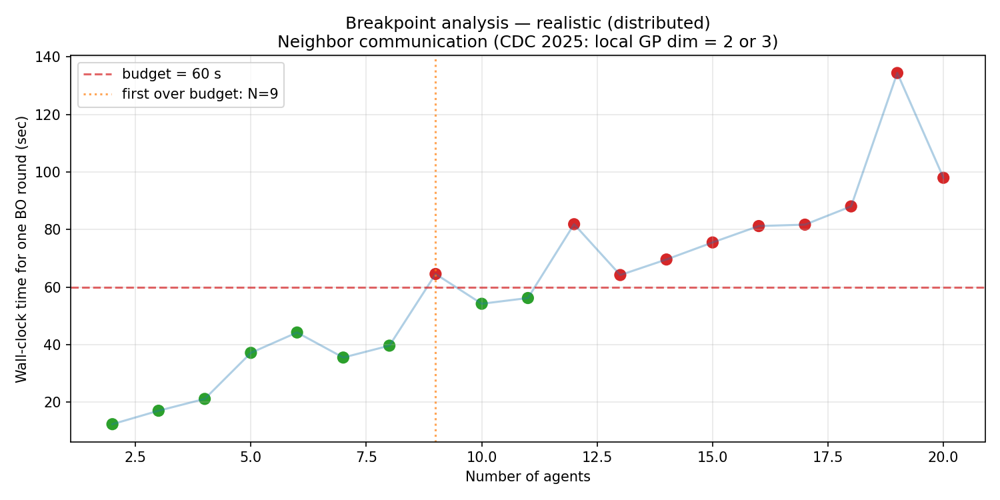 Breakpoint analysis — realistic (distributed)
Neighbor communication (CDC 2025: local GP dim = 2 or 3)
budget = 60 s
first over budget: N=9
Wall-clock time for one BO round (sec)
140
120
100
80
60
40
20
2.5 5.0 7.5 10.0 12.5 15.0 17.5 20.0
Number of agents